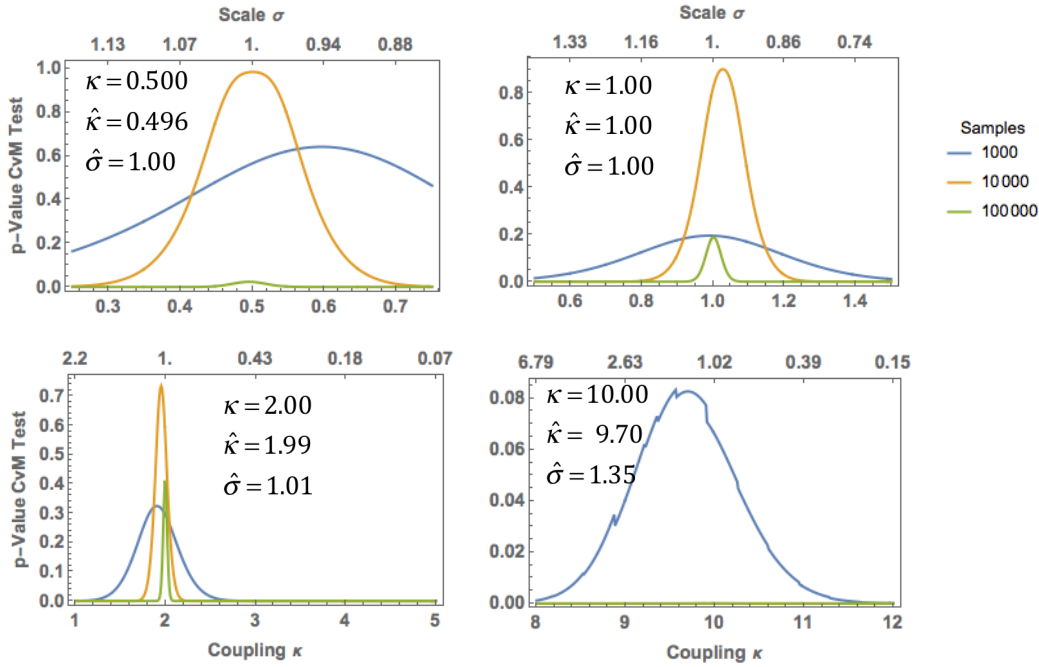 Scale σ
1.13 1.07 1. 0.94 0.88
p-Value CvM Test
1.0
0.8
0.6
0.4
0.2
0.0
κ = 0.500
κ̂ = 0.496
σ̂ = 1.00
0.3 0.4 0.5 0.6 0.7
Scale σ
1.33 1.16 1. 0.86 0.74
0.8
0.6
0.4
0.2
0.0
κ = 1.00
κ̂ = 1.00
σ̂ = 1.00
0.6 0.8 1.0 1.2 1.4
Samples
1000
10 000
100 000
2.2 1. 0.43 0.18 0.07
p-Value CvM Test
0.7
0.6
0.5
0.4
0.3
0.2
0.1
0.0
κ = 2.00
κ̂ = 1.99
σ̂ = 1.01
1 2 3 4 5
Coupling κ
6.79 2.63 1.02 0.39 0.15
0.08
0.06
0.04
0.02
0.00
κ = 10.00
κ̂ = 9.70
σ̂ = 1.35
8 9 10 11 12
Coupling κ